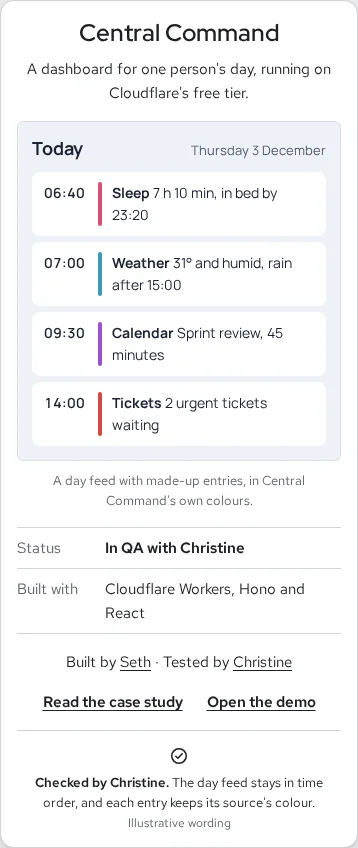 Central Command
A dashboard for one person's day, running on
Cloudflare's free tier.
Today Thursday 3 December
06:40 Sleep 7 h 10 min, in bed by
23:20
07:00 Weather 31° and humid, rain
after 15:00
09:30 Calendar Sprint review, 45
minutes
14:00 Tickets 2 urgent tickets
waiting
A day feed with made-up entries, in Central
Command's own colours.
Status In QA with Christine
Built with Cloudflare Workers, Hono and
React
Built by Seth · Tested by Christine
Read the case study Open the demo
Checked by Christine. The day feed stays in time
order, and each entry keeps its source's colour.
Illustrative wording